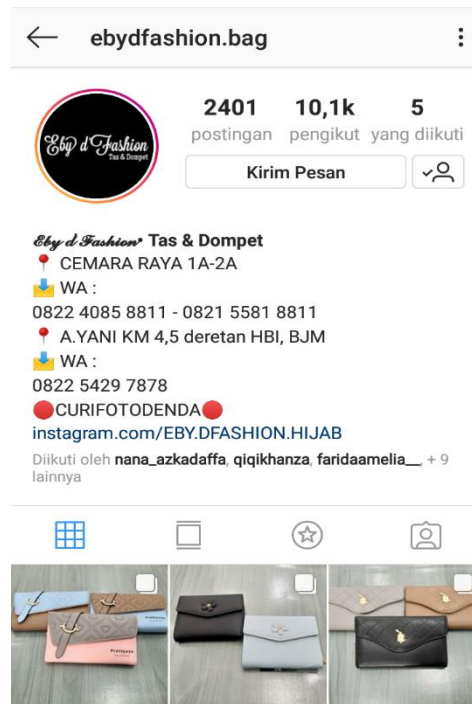 ebydfashion.bag
Eby d Fashion
Tas & Dompet
2401 10,1k 5
postingan pengikut yang diikuti
Kirim Pesan
Eby d Fashion• Tas & Dompet
CEMARA RAYA 1A-2A
WA :
0822 4085 8811 - 0821 5581 8811
A.YANI KM 4,5 deretan HBI, BJM
WA :
0822 5429 7878
CURIFOTODENDA
instagram.com/EBY.DFASHION.HIJAB
Diikuti oleh nana_azkadaffa, qiqikhanza, faridaamelia__, + 9
lainnya